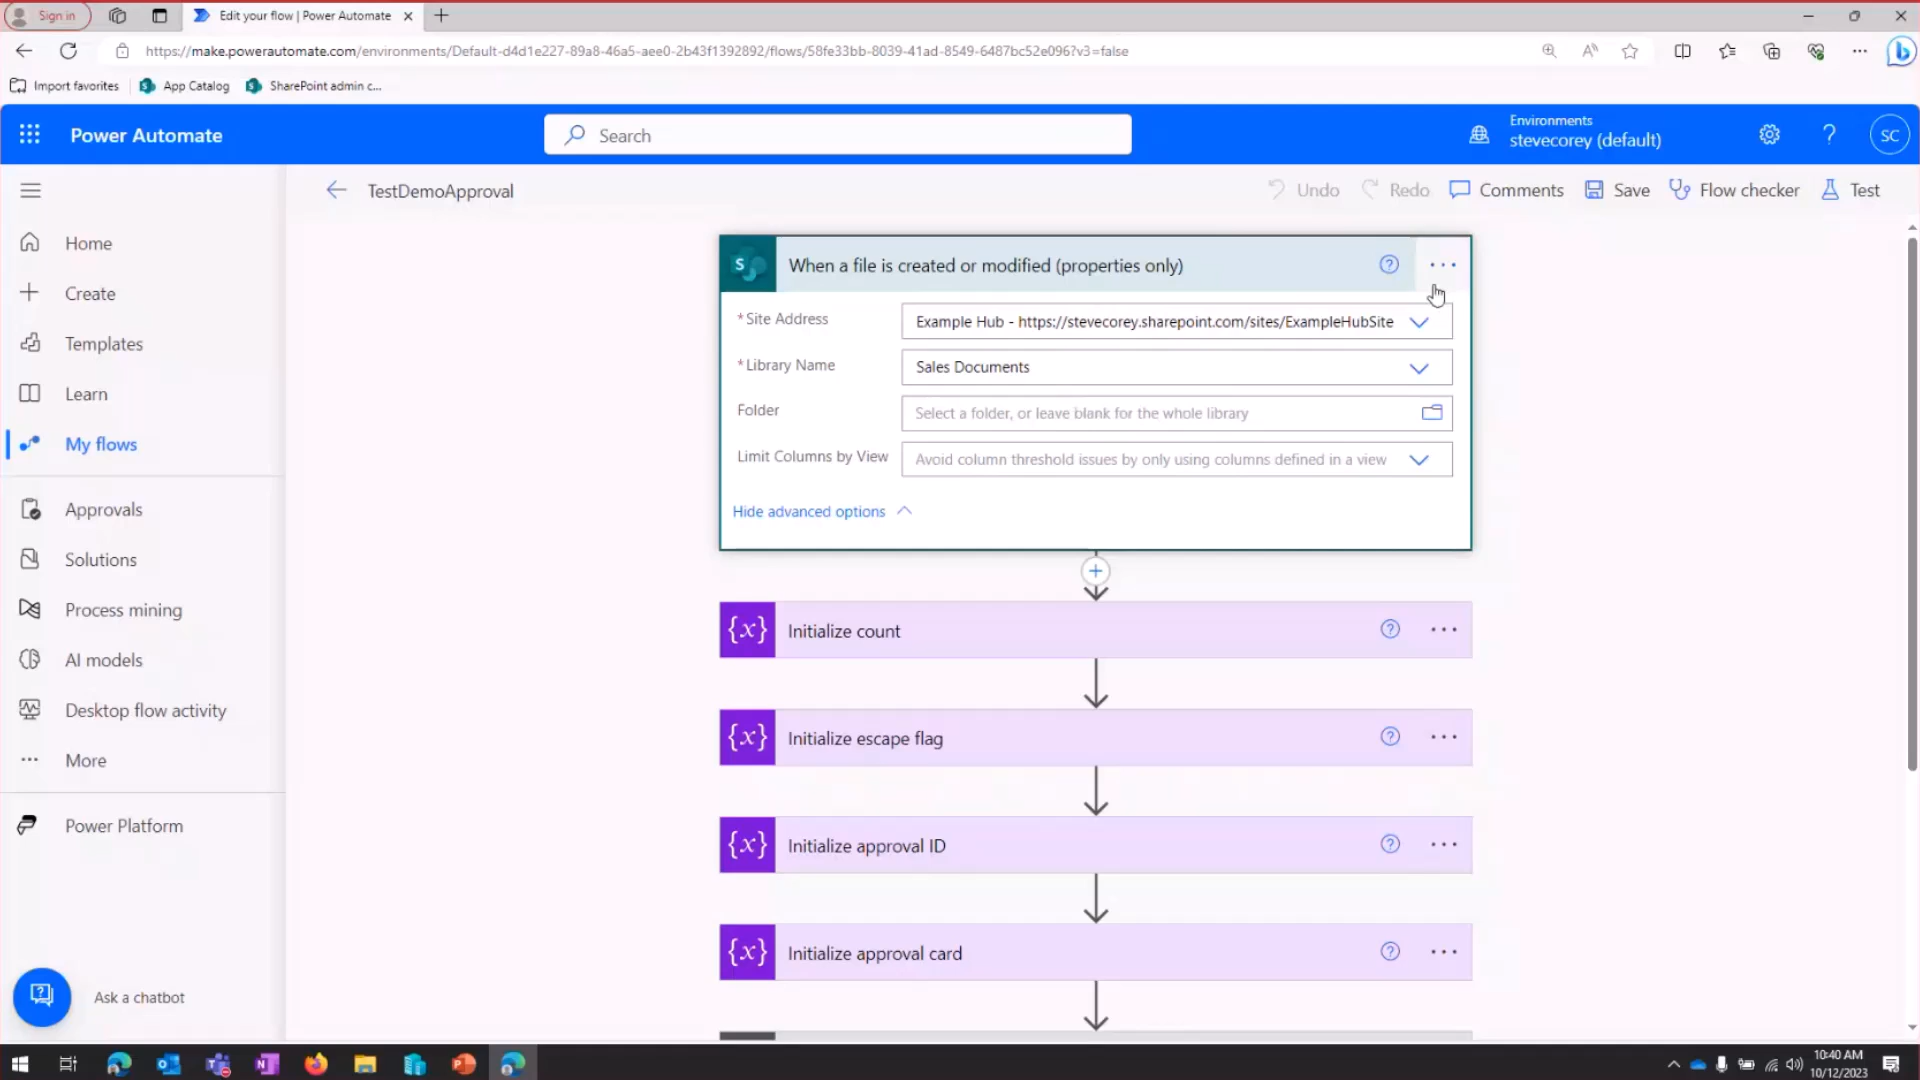 Sign in
Edit your flow | Power Automate
https://make.powerautomate.com/environments/Default-d4d1e227-89a8-46a5-aee0-2b43f1392892/flows/58fe33bb-8039-41ad-8549-6487bc52e096?v3=false
Import favorites
App Catalog
SharePoint admin c...
Power Automate
Search
Environments
stevecorey (default)
SC
TestDemoApproval
Undo
Redo
Comments
Save
Flow checker
Test
Home
Create
Templates
Learn
My flows
Approvals
Solutions
Process mining
AI models
Desktop flow activity
More
Power Platform
Ask a chatbot
When a file is created or modified (properties only)
*Site Address
Example Hub - https://stevecorey.sharepoint.com/sites/ExampleHubSite
*Library Name
Sales Documents
Folder
Select a folder, or leave blank for the whole library
Limit Columns by View
Avoid column threshold issues by only using columns defined in a view
Hide advanced options
{x} Initialize count
{x} Initialize escape flag
{x} Initialize approval ID
{x} Initialize approval card
10:40 AM
10/12/2023